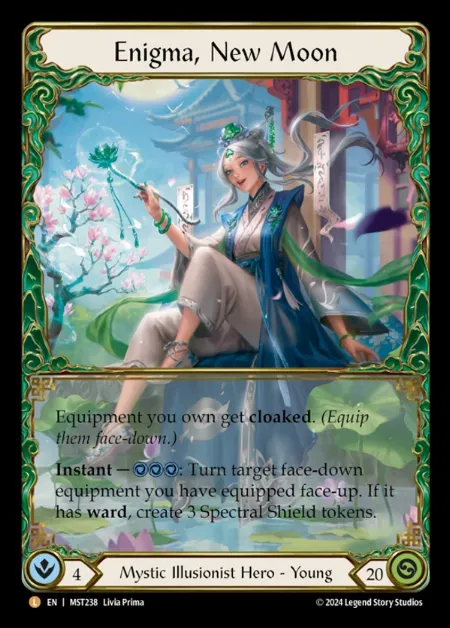 Enigma, New Moon
Equipment you own get cloaked. (Equip
them face-down.)
Instant — : Turn target face-down
equipment you have equipped face-up. If it
has ward, create 3 Spectral Shield tokens.
4
Mystic Illusionist Hero - Young
20
L EN | MST238 Livia Prima
© 2024 Legend Story Studios